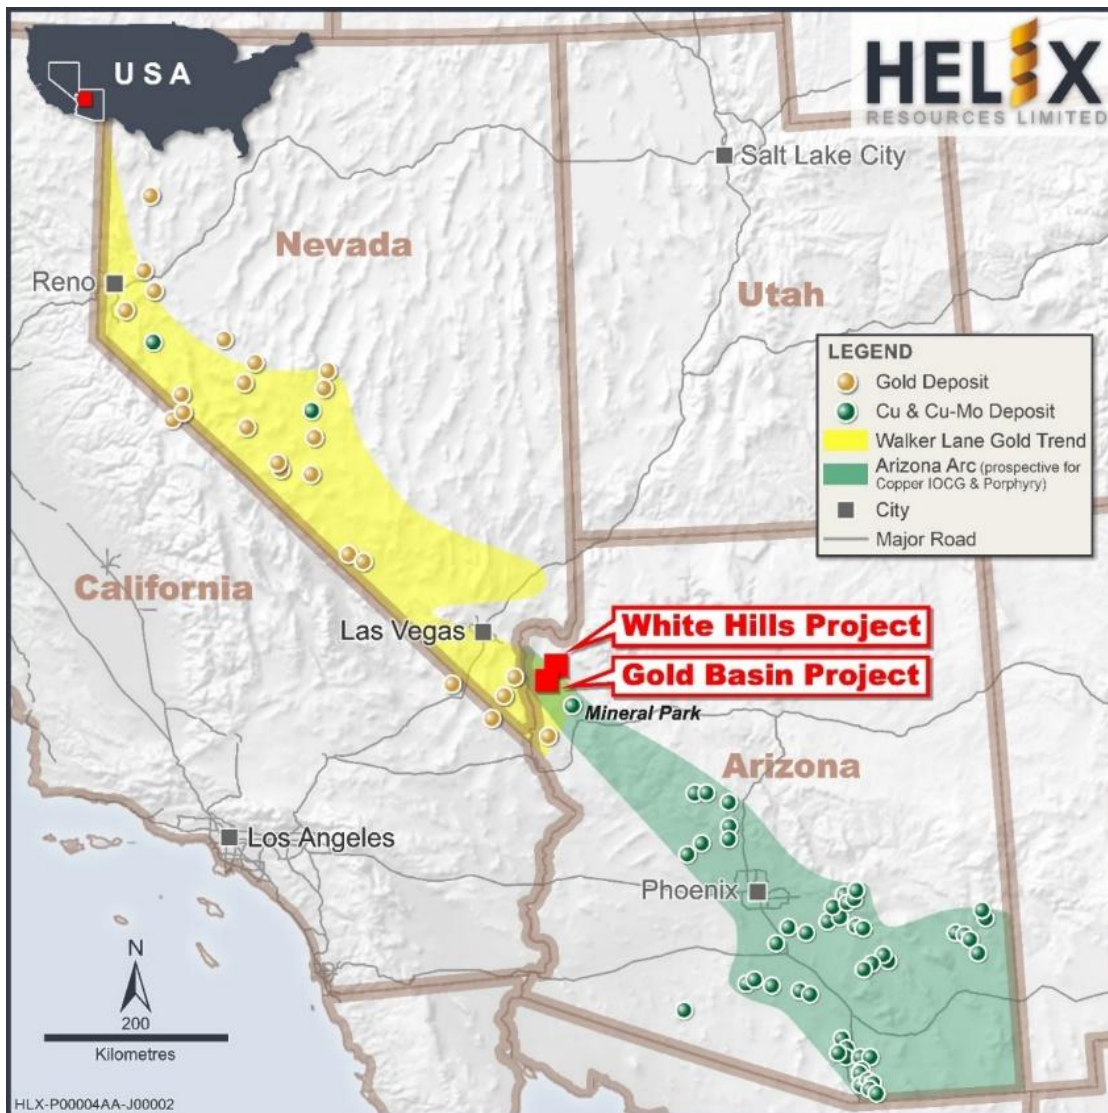 USA
HELIX
RESOURCES LIMITED
Salt Lake City
Nevada
Reno
Utah
LEGEND
Gold Deposit
Cu & Cu-Mo Deposit
Walker Lane Gold Trend
Arizona Arc (prospective for
Copper IOCG & Porphyry)
City
Major Road
California
Las Vegas
White Hills Project
Gold Basin Project
Mineral Park
Arizona
Los Angeles
Phoenix
N
200
Kilometres
HLX-P00004AA-J00002